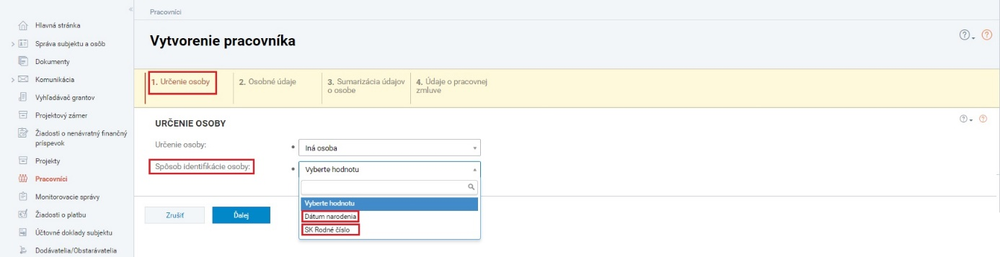 Hlavná stránka
Správa subjektu a osôb
Dokumenty
Komunikácia
Vyhľadávač grantov
Projektový zámer
Žiadosti o nenávratný finančný
príspevok
Projekty
Pracovníci
Monitorovacie správy
Žiadosti o platbu
Účtovné doklady subjektu
Dodávatelia/Obstarávatelia
Pracovníci
Vytvorenie pracovníka
1. Určenie osoby
2. Osobné údaje
3. Sumarizácia údajov
o osobe
4. Údaje o pracovnej
zmluve
URČENIE OSOBY
Určenie osoby:
Iná osoba
Spôsob identifikácie osoby:
Vyberte hodnotu
Vyberte hodnotu
Dátum narodenia
SK Rodné číslo
Zrušiť
Ďalej